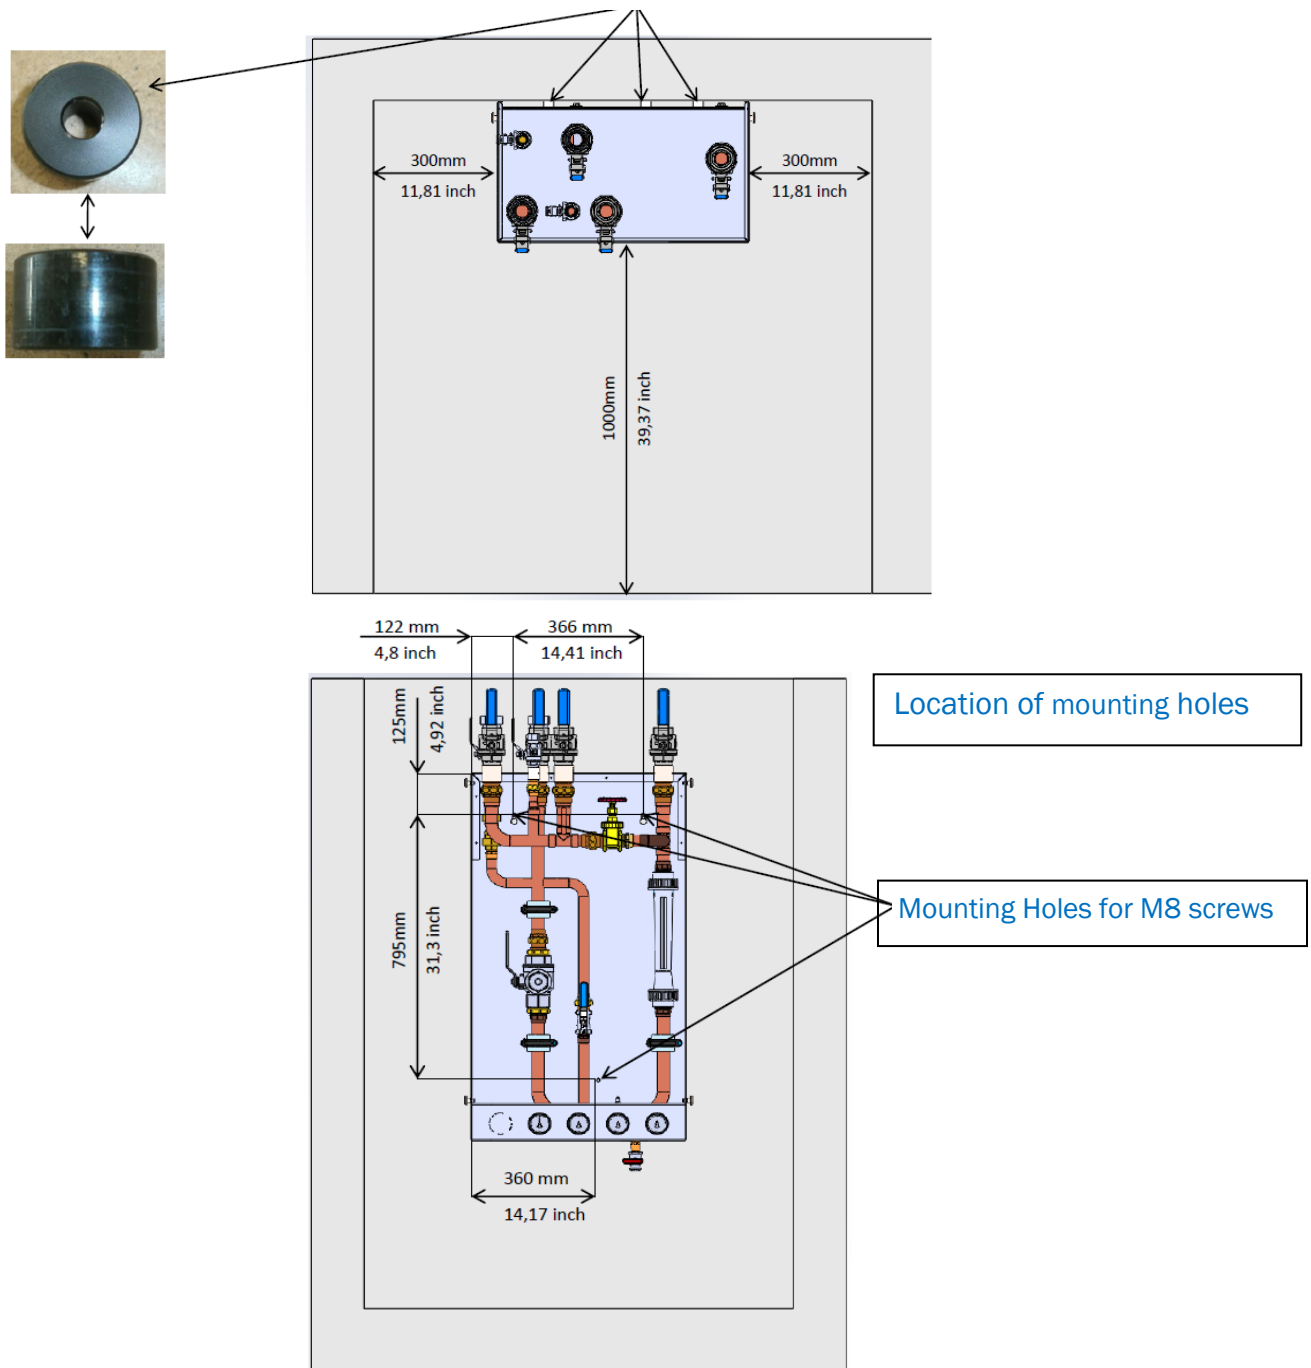 300mm
11,81 inch
300mm
11,81 inch
1000mm
39,37 inch
122 mm
4,8 inch
366 mm
14,41 inch
125mm
4,92 inch
Location of mounting holes
795mm
31,3 inch
Mounting Holes for M8 screws
360 mm
14,17 inch